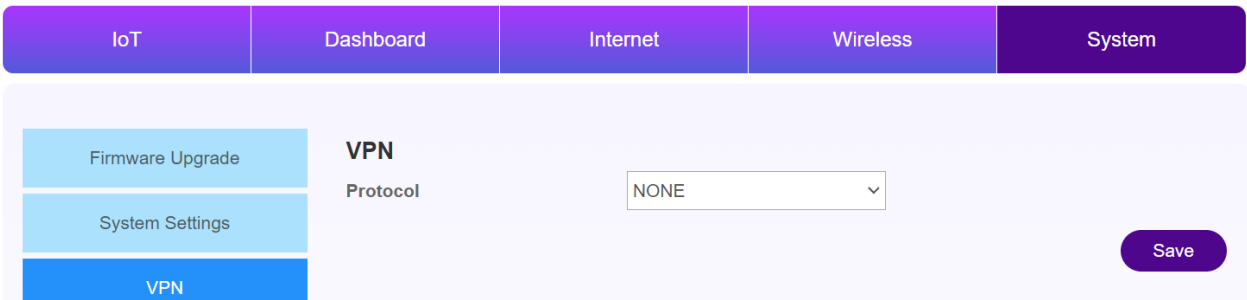 IoT Dashboard Internet Wireless System
Firmware Upgrade
System Settings
VPN
VPN
Protocol NONE
Save